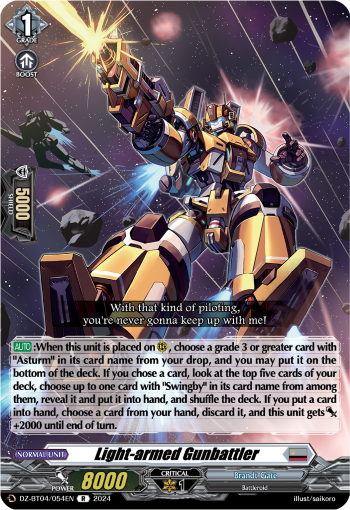 1
GRADE
BOOST
5000
SHIELD
With that kind of piloting,
you're never gonna keep up with me!
AUTO:When this unit is placed on , choose a grade 3 or greater card with
"Asturm" in its card name from your drop, and you may put it on the
bottom of the deck. If you chose a card, look at the top five cards of your
deck, choose up to one card with "Swingby" in its card name from among
them, reveal it and put it into hand, and shuffle the deck. If you put a card
into hand, choose a card from your hand, discard it, and this unit gets
+2000 until end of turn.
NORMAL UNIT
Light-armed Gunbattler
POWER 8000
CRITICAL
1
Brandt Gate
Battleroid
DZ-BT04/054EN R 2024
illust/saikoro